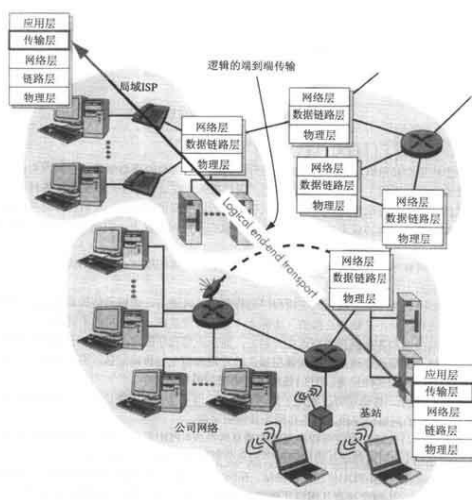 应用层
传输层
网络层
链路层
物理层
局域ISP
逻辑的端到端传输
网络层
数据链路层
物理层
网络层
数据链路层
物理层
网络层
数据链路层
物理层
网络层
数据链路层
物理层
Logical end-end transport
网络层
数据链路层
物理层
应用层
传输层
网络层
链路层
物理层
公司网络
基站